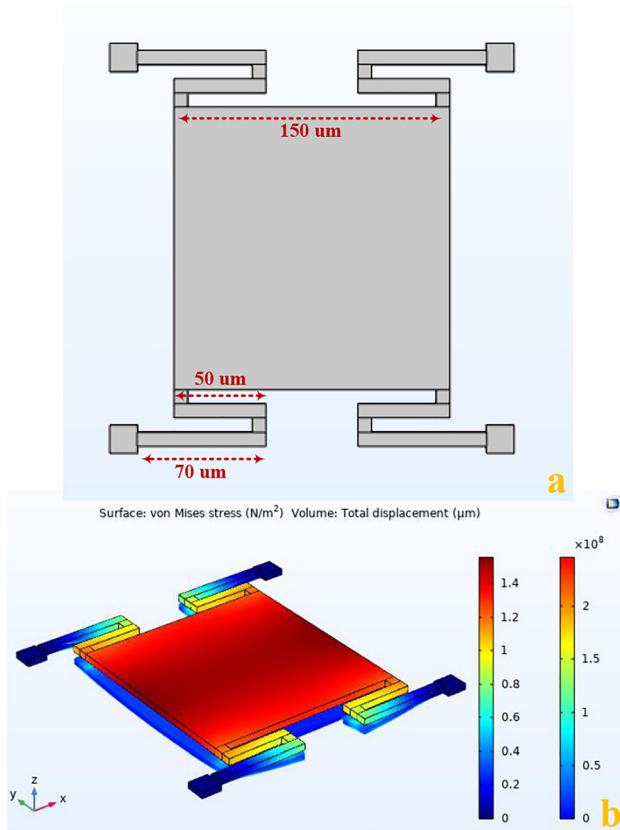 150 um
50 um
70 um
a
Surface: von Mises stress (N/m²)  Volume: Total displacement (μm)
×10⁸
1.4
1.2
1
0.8
0.6
0.4
0.2
0
2
1.5
1
0.5
0
z
y
x
b